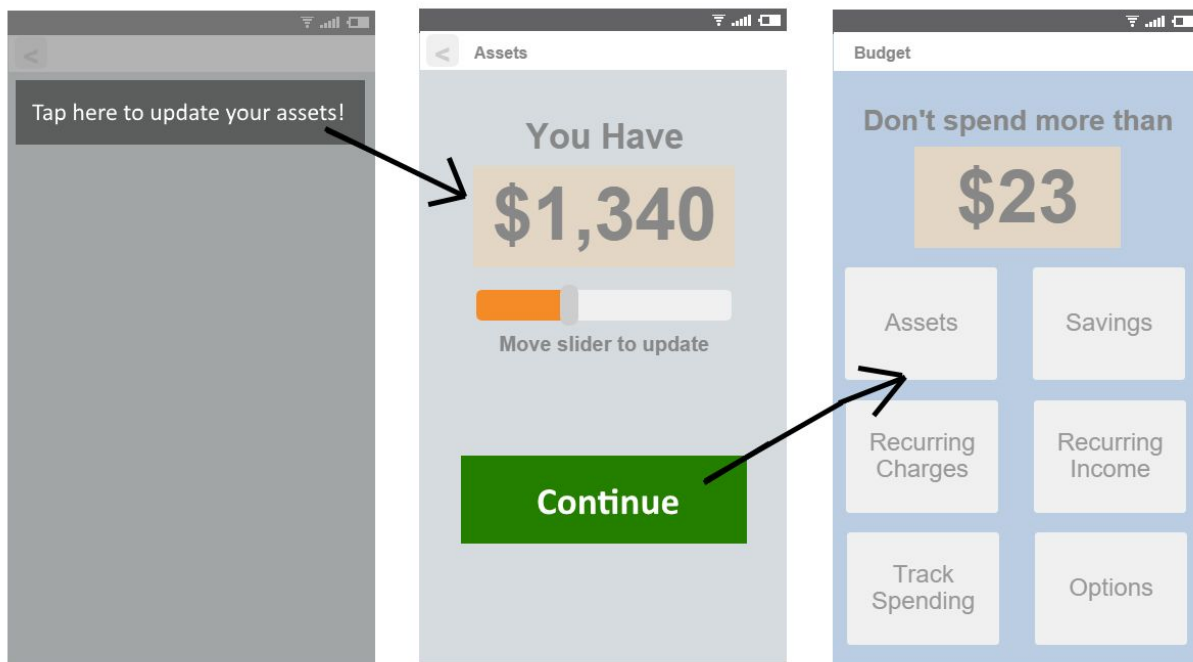 <
Tap here to update your assets!
< Assets
You Have
$1,340
Move slider to update
Continue
Budget
Don't spend more than
$23
Assets
Savings
Recurring
Charges
Recurring
Income
Track
Spending
Options